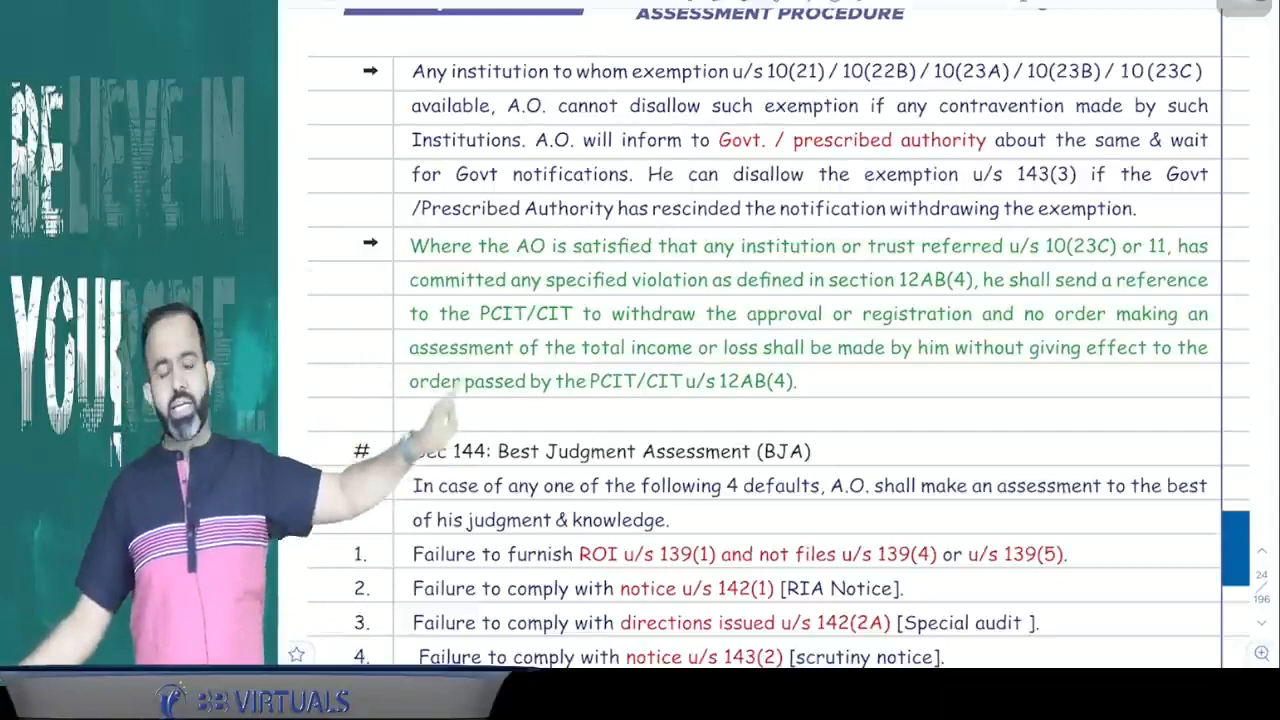 ASSESSMENT PROCEDURE
BELIEVE IN
YOURSELF
→ Any institution to whom exemption u/s 10(21) / 10(22B) / 10(23A) / 10(23B) / 10 (23C)
available, A.O. cannot disallow such exemption if any contravention made by such
Institutions. A.O. will inform to Govt. / prescribed authority about the same & wait
for Govt notifications. He can disallow the exemption u/s 143(3) if the Govt
/Prescribed Authority has rescinded the notification withdrawing the exemption.
→ Where the AO is satisfied that any institution or trust referred u/s 10(23C) or 11, has
committed any specified violation as defined in section 12AB(4), he shall send a reference
to the PCIT/CIT to withdraw the approval or registration and no order making an
assessment of the total income or loss shall be made by him without giving effect to the
order passed by the PCIT/CIT u/s 12AB(4).
# Sec 144: Best Judgment Assessment (BJA)
In case of any one of the following 4 defaults, A.O. shall make an assessment to the best
of his judgment & knowledge.
1. Failure to furnish ROI u/s 139(1) and not files u/s 139(4) or u/s 139(5).
2. Failure to comply with notice u/s 142(1) [RIA Notice].
3. Failure to comply with directions issued u/s 142(2A) [Special audit ].
4. Failure to comply with notice u/s 143(2) [scrutiny notice].
24
/
196
BB VIRTUALS